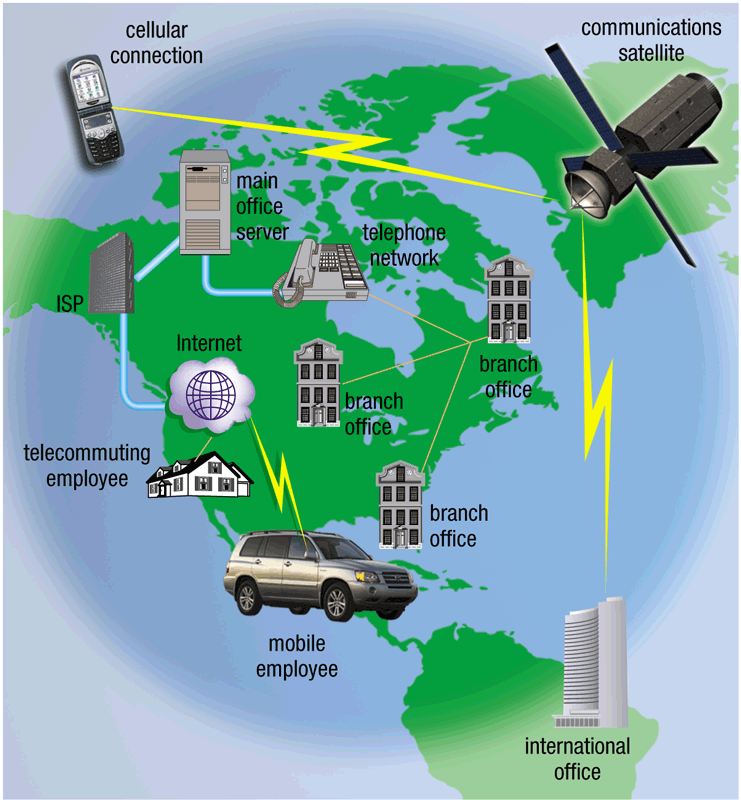 cellular
connection
communications
satellite
main
office
server
telephone
network
ISP
Internet
branch
office
branch
office
telecommuting
employee
branch
office
mobile
employee
international
office